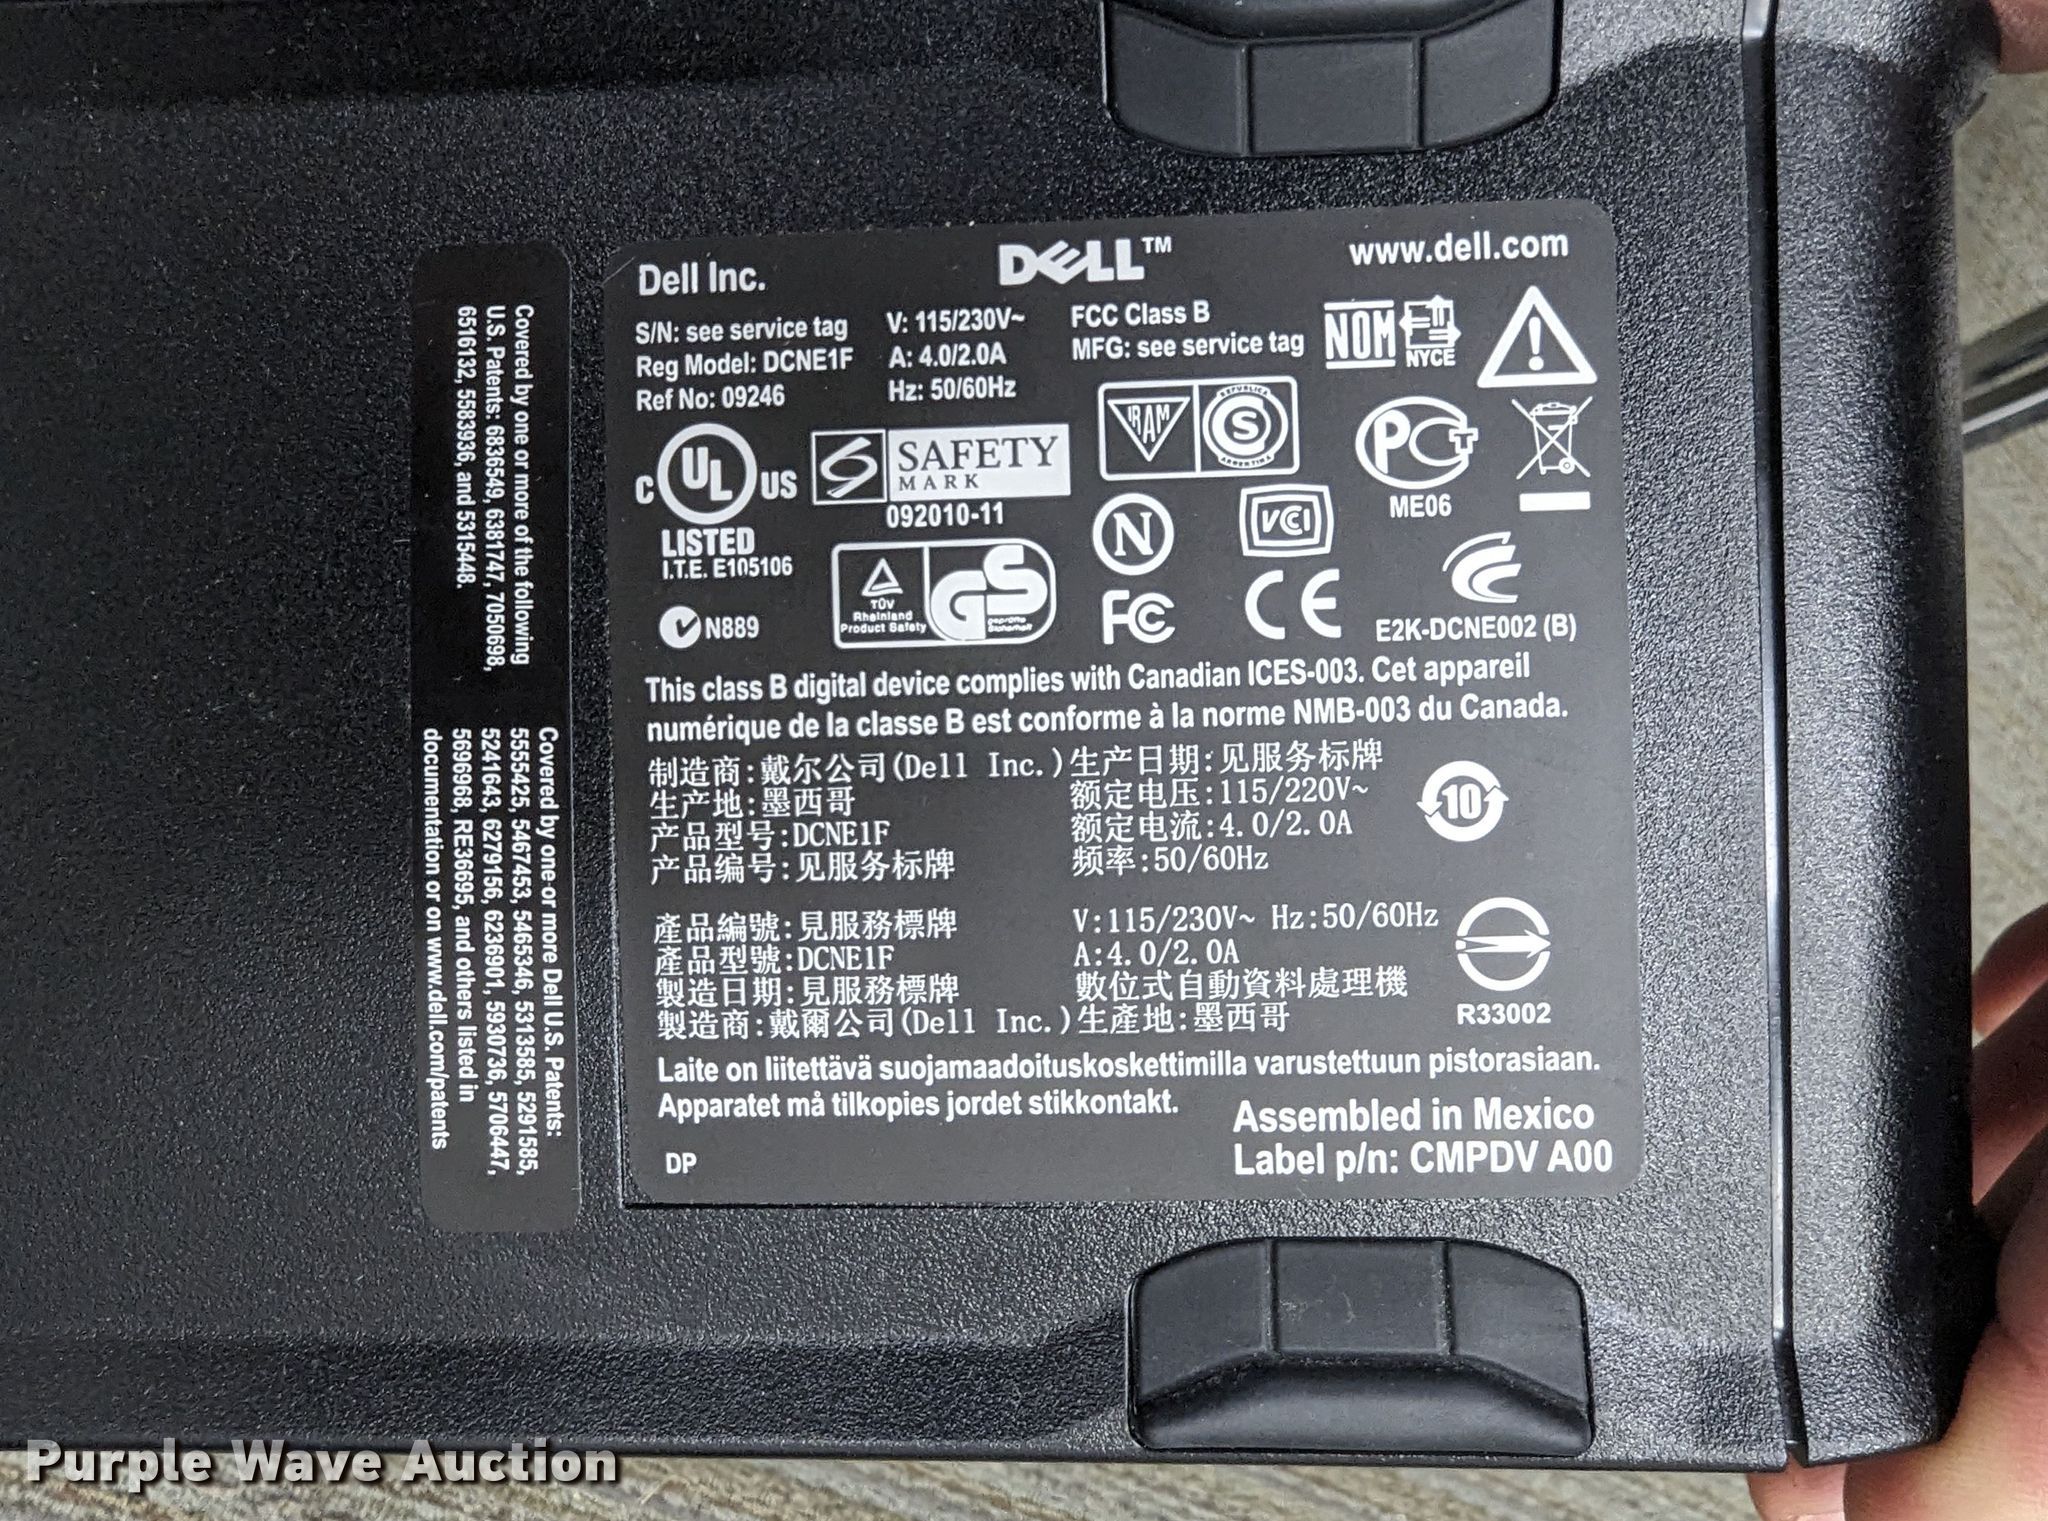 Dell Inc.
DELL™
www.dell.com
S/N: see service tag
Reg Model: DCNE1F
Ref No: 09246
V: 115/230V~
A: 4.0/2.0A
Hz: 50/60Hz
FCC Class B
MFG: see service tag
NOM
NYCE
C UL US
LISTED
I.T.E. E105106
SAFETY
MARK
092010-11
IRAM
S
REPUBLICA
ARGENTINA
PCT
ME06
N889
TÜV
Rheinland
Product Safety
GS
geprüfte
Sicherheit
N
VCI
FC
CE
E2K-DCNE002 (B)
This class B digital device complies with Canadian ICES-003. Cet appareil
numérique de la classe B est conforme à la norme NMB-003 du Canada.
制造商:戴尔公司(Dell Inc.)
生产地:墨西哥
产品型号:DCNE1F
产品编号:见服务标牌
生产日期:见服务标牌
额定电压:115/220V~
额定电流:4.0/2.0A
频率:50/60Hz
10
產品編號:見服務標牌
產品型號:DCNE1F
製造日期:見服務標牌
製造商:戴爾公司(Dell Inc.)
V:115/230V~ Hz:50/60Hz
A:4.0/2.0A
數位式自動資料處理機
生產地:墨西哥
R33002
Laite on liitettävä suojamaadoituskoskettimilla varustettuun pistorasiaan.
Apparatet må tilkopies jordet stikkontakt.
DP
Assembled in Mexico
Label p/n: CMPDV A00
Covered by one or more of the following
U.S. Patents: 6836549, 6381747, 7050698,
6516132, 5583936, and 5315448.
Covered by one or more Dell U.S. Patents:
5555425, 5467453, 5465346, 5313585, 5291585,
5241643, 6279156, 6236901, 5930736, 5706447,
5696968, RE36695, and others listed in
documentation or on www.dell.com/patents
Purple Wave Auction